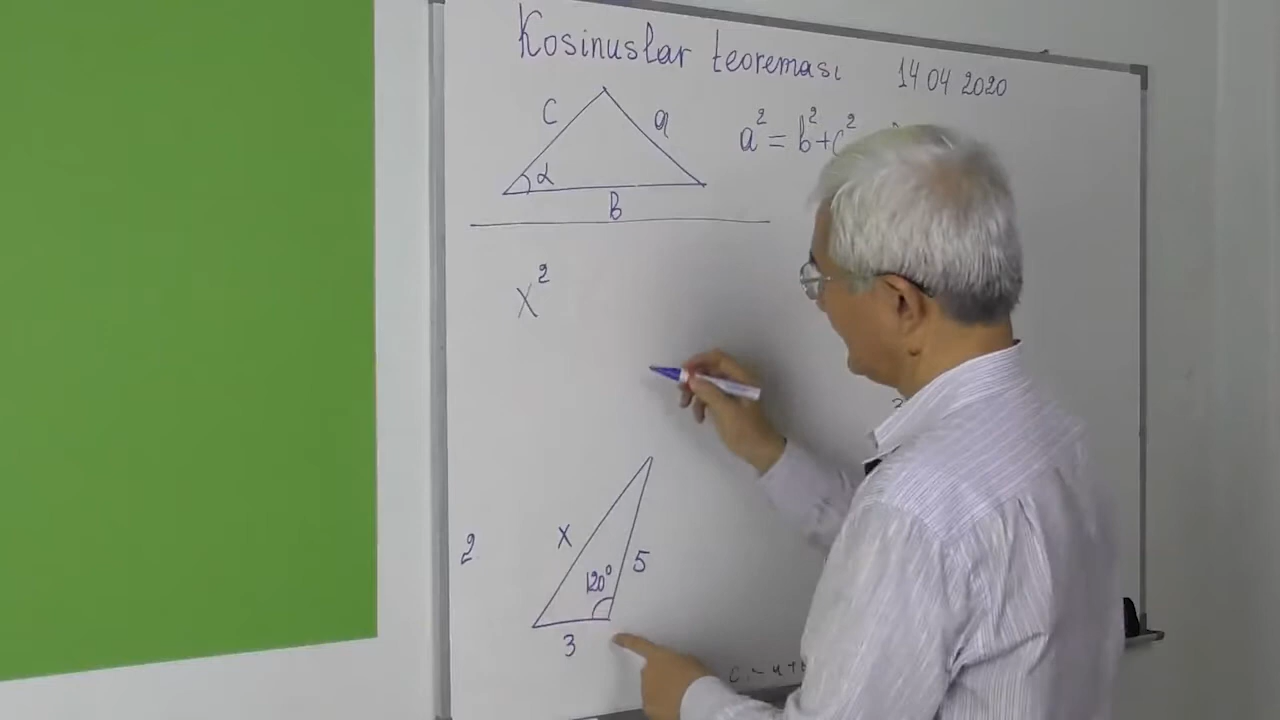 Kosinuslar teoreması 14 04 2020
c a
α
B
a² = b² + c²
x²
2
x 5
120°
3